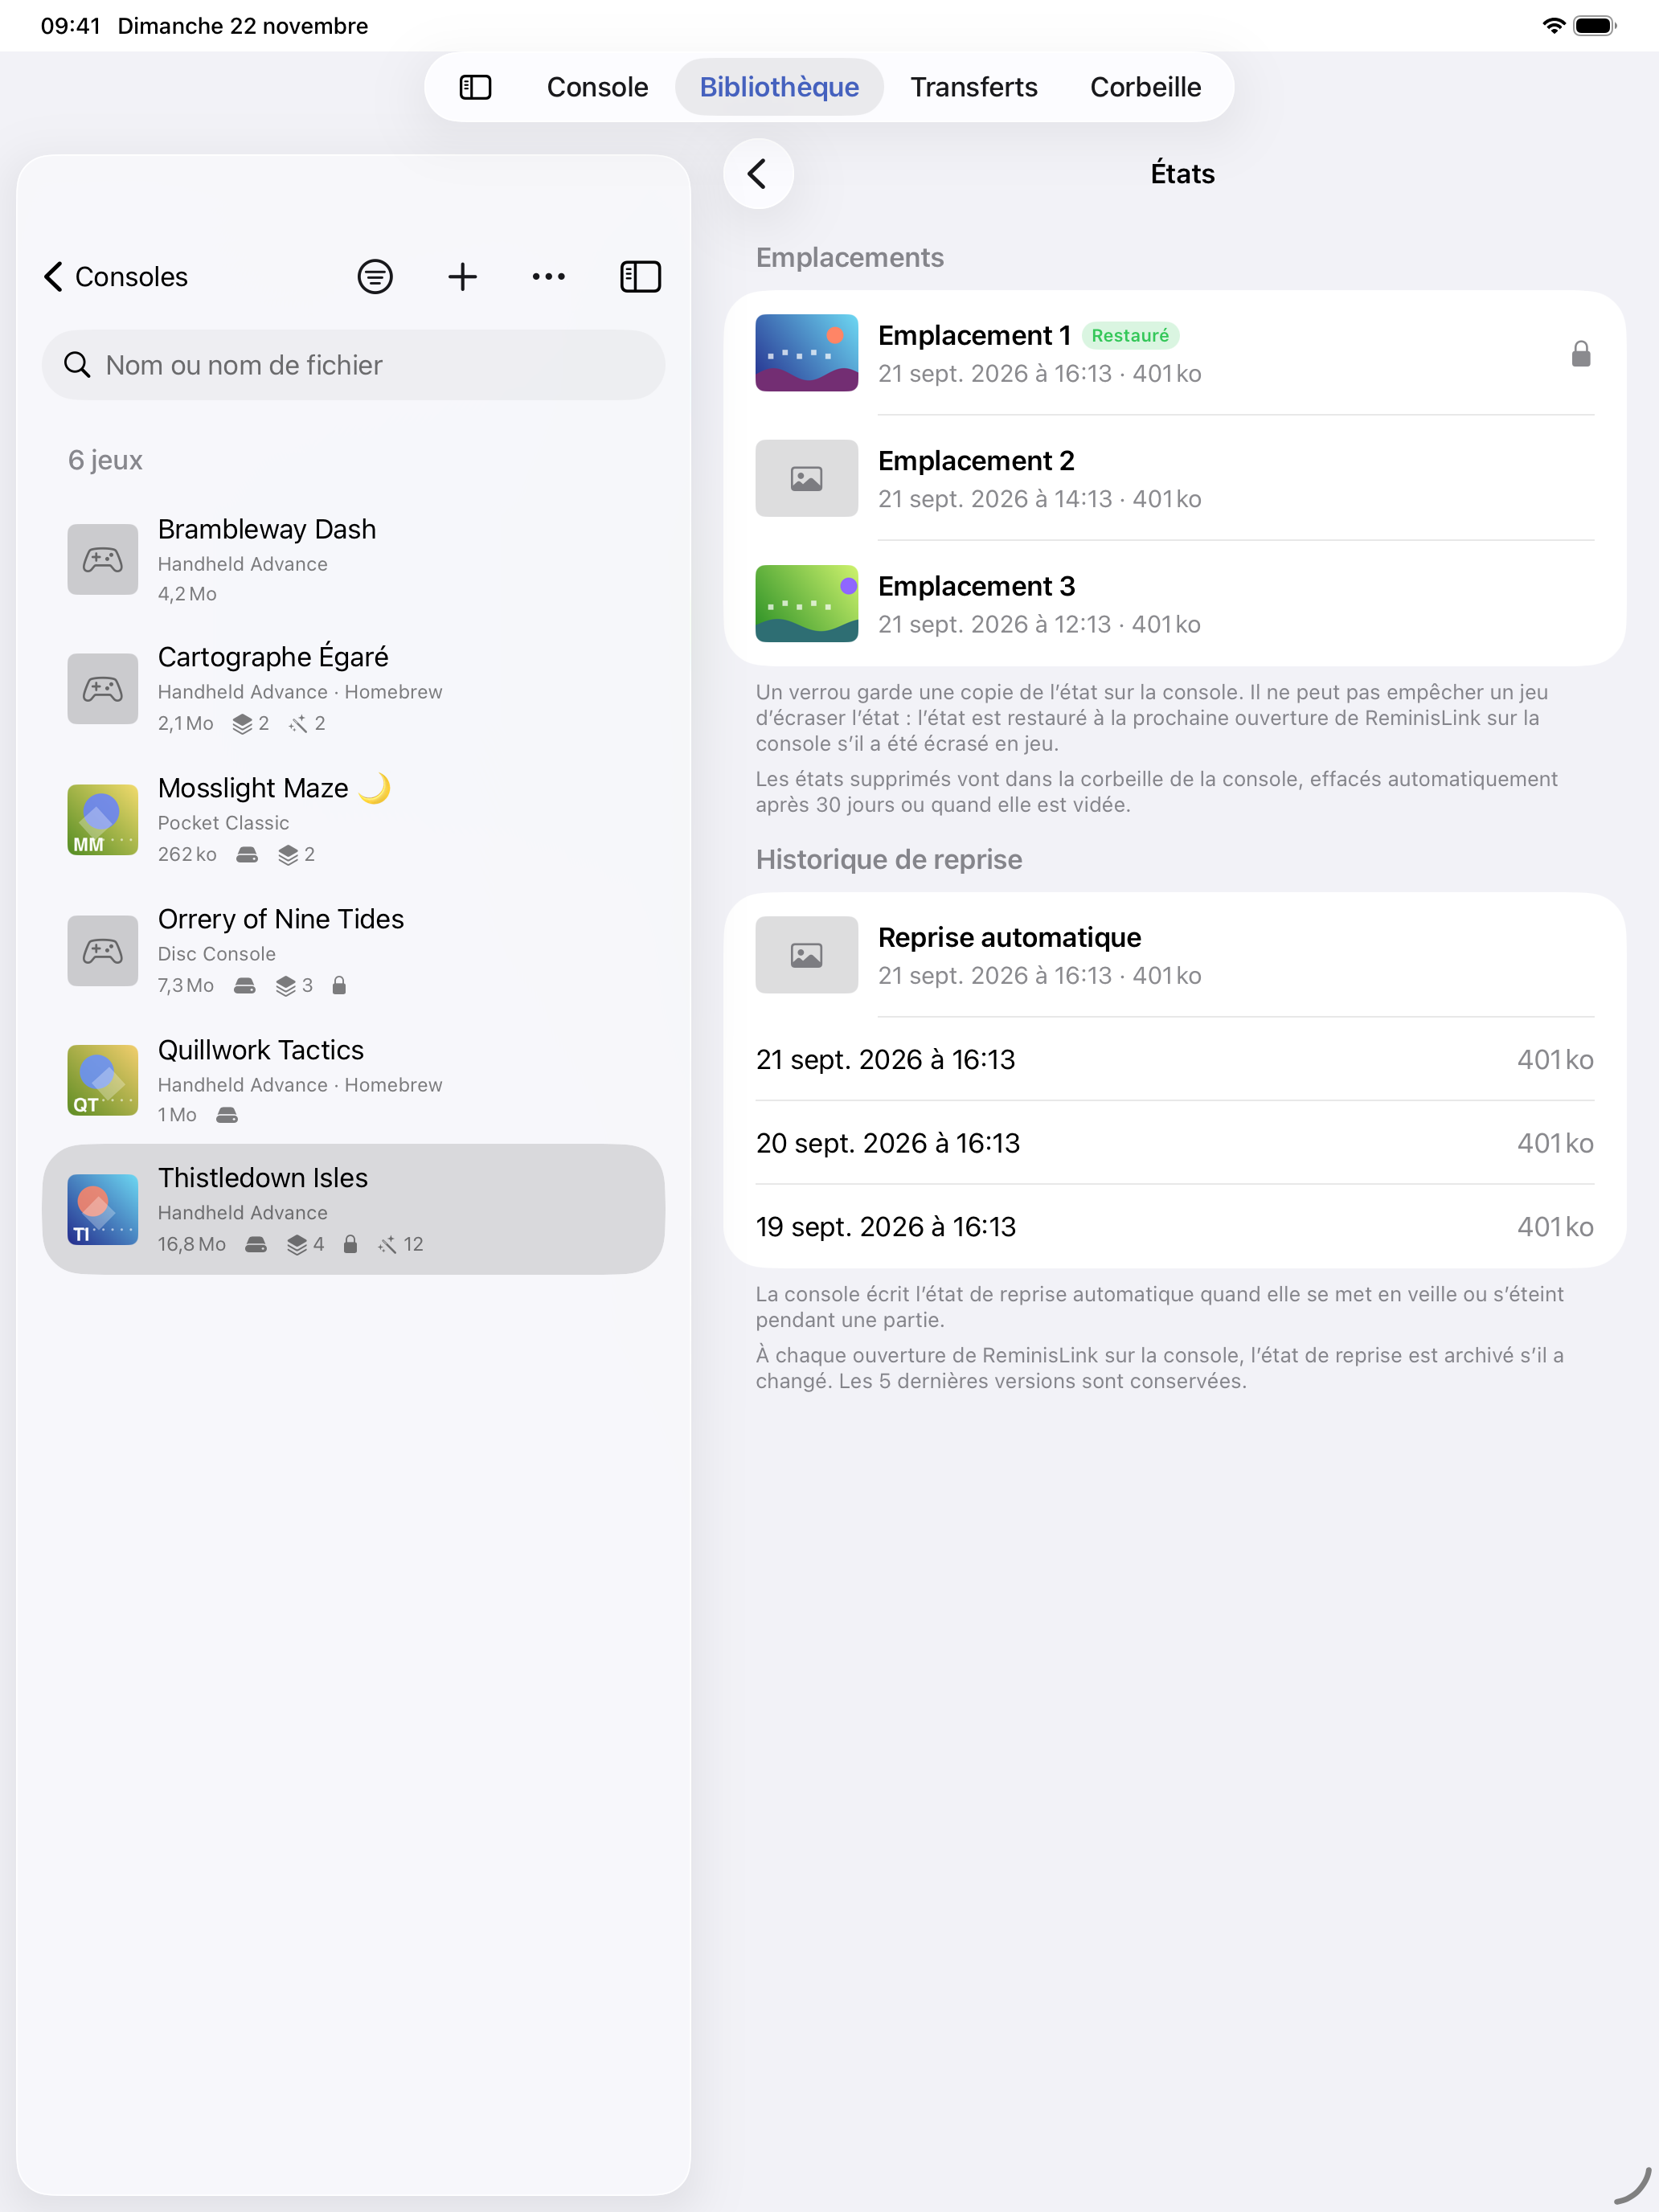 09:41 Dimanche 22 novembre
Console
Bibliothèque
Transferts
Corbeille
Consoles
Nom ou nom de fichier
6 jeux
Brambleway Dash
Handheld Advance
4,2 Mo
Cartographe Égaré
Handheld Advance · Homebrew
2,1 Mo 2 2
Mosslight Maze 🌙
Pocket Classic
262 ko 2
MM
Orrery of Nine Tides
Disc Console
7,3 Mo 3
Quillwork Tactics
Handheld Advance · Homebrew
1 Mo
QT
Thistledown Isles
Handheld Advance
16,8 Mo 4 12
TI
États
Emplacements
Emplacement 1 Restauré
21 sept. 2026 à 16:13 · 401 ko
Emplacement 2
21 sept. 2026 à 14:13 · 401 ko
Emplacement 3
21 sept. 2026 à 12:13 · 401 ko
Un verrou garde une copie de l’état sur la console. Il ne peut pas empêcher un jeu
d’écraser l’état : l’état est restauré à la prochaine ouverture de ReminisLink sur la
console s’il a été écrasé en jeu.
Les états supprimés vont dans la corbeille de la console, effacés automatiquement
après 30 jours ou quand elle est vidée.
Historique de reprise
Reprise automatique
21 sept. 2026 à 16:13 · 401 ko
21 sept. 2026 à 16:13 401 ko
20 sept. 2026 à 16:13 401 ko
19 sept. 2026 à 16:13 401 ko
La console écrit l’état de reprise automatique quand elle se met en veille ou s’éteint
pendant une partie.
À chaque ouverture de ReminisLink sur la console, l’état de reprise est archivé s’il a
changé. Les 5 dernières versions sont conservées.